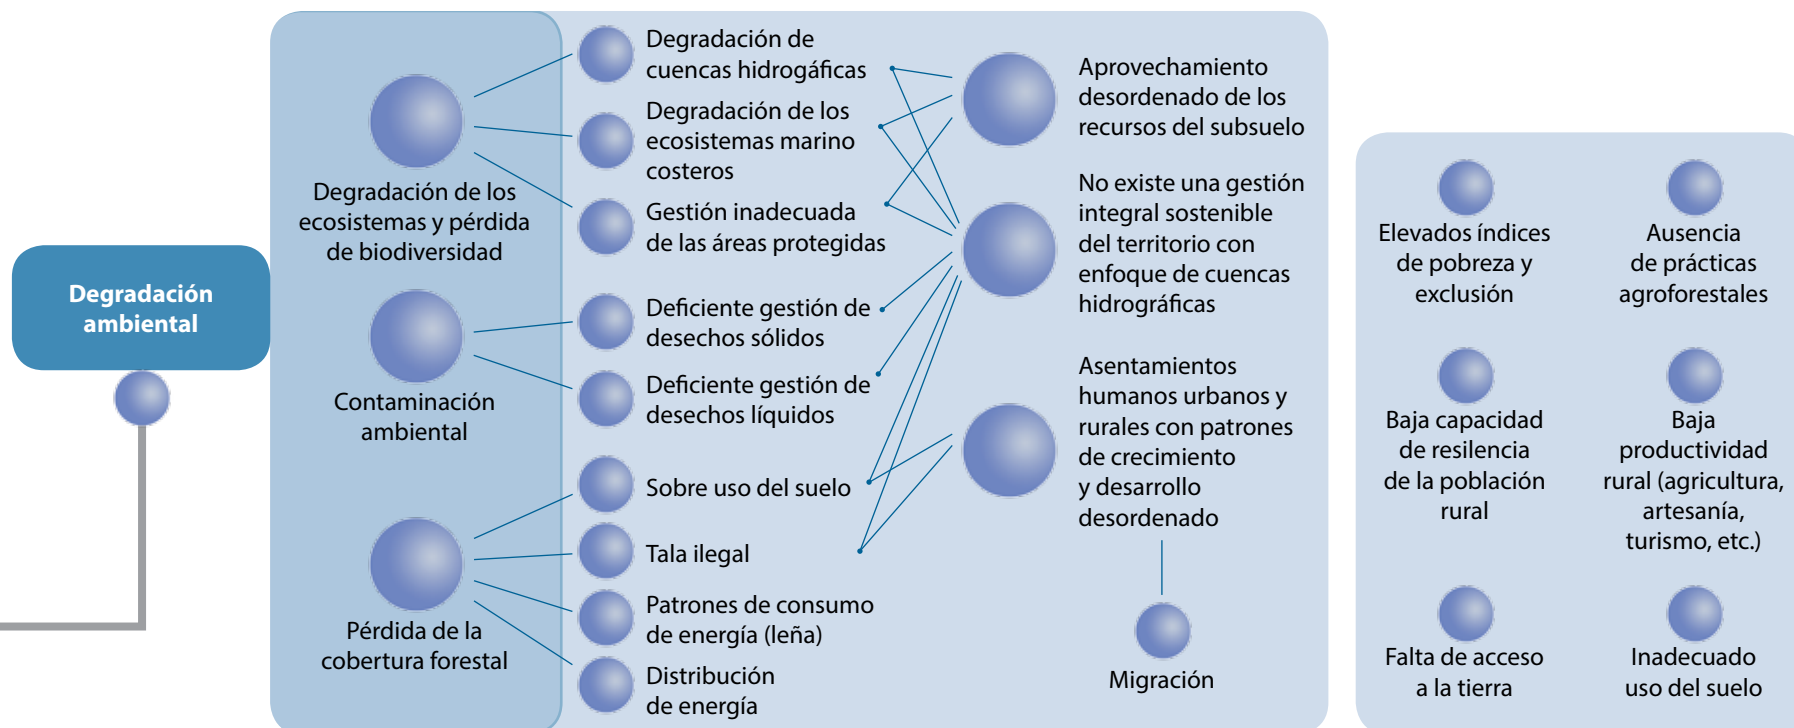 Degradación
ambiental
Degradación de los
ecosistemas y pérdida
de biodiversidad
Contaminación
ambiental
Pérdida de la
cobertura forestal
Degradación de
cuencas hidrogáficas
Degradación de los
ecosistemas marino
costeros
Gestión inadecuada
de las áreas protegidas
Deficiente gestión de
desechos sólidos
Deficiente gestión de
desechos líquidos
Sobre uso del suelo
Tala ilegal
Patrones de consumo
de energía (leña)
Distribución
de energía
Aprovechamiento
desordenado de los
recursos del subsuelo
No existe una gestión
integral sostenible
del territorio con
enfoque de cuencas
hidrográficas
Asentamientos
humanos urbanos y
rurales con patrones
de crecimiento
y desarrollo
desordenado
Migración
Elevados índices
de pobreza y
exclusión
Ausencia
de prácticas
agroforestales
Baja capacidad
de resilencia
de la población
rural
Baja
productividad
rural (agricultura,
artesanía,
turismo, etc.)
Falta de acceso
a la tierra
Inadecuado
uso del suelo